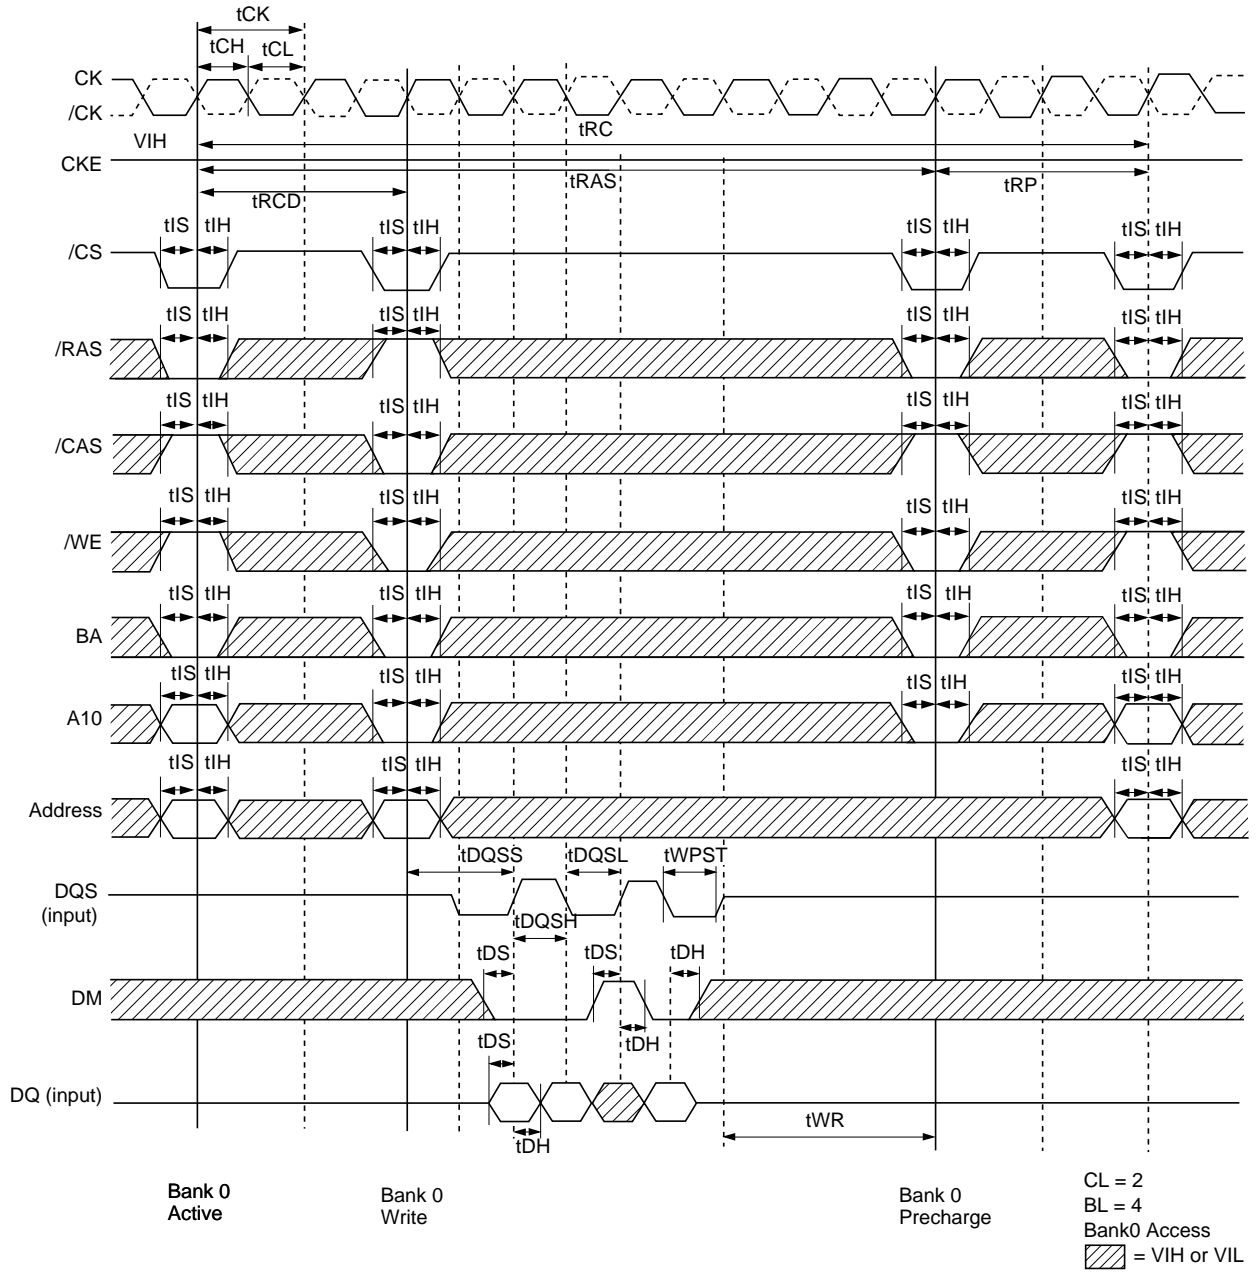 tCK
tCH tCL
CK
/CK
tRC
VIH
CKE
tRAS
tRP
tRCD
tIS tIH tIS tIH tIS tIH tIS tIH
/CS
tIS tIH tIS tIH tIS tIH tIS tIH
/RAS
tIS tIH tIS tIH tIS tIH tIS tIH
/CAS
tIS tIH tIS tIH tIS tIH tIS tIH
/WE
tIS tIH tIS tIH tIS tIH tIS tIH
BA
tIS tIH tIS tIH tIS tIH tIS tIH
A10
tIS tIH tIS tIH tIS tIH
Address
tDQSS tDQSL tWPST
DQS
(input)
tDQSH
tDS tDS tDH
DM
tDS tDH
DQ (input)
tDH
tWR
Bank 0
Active
Bank 0
Write
Bank 0
Precharge
CL = 2
BL = 4
Bank0 Access
= VIH or VIL